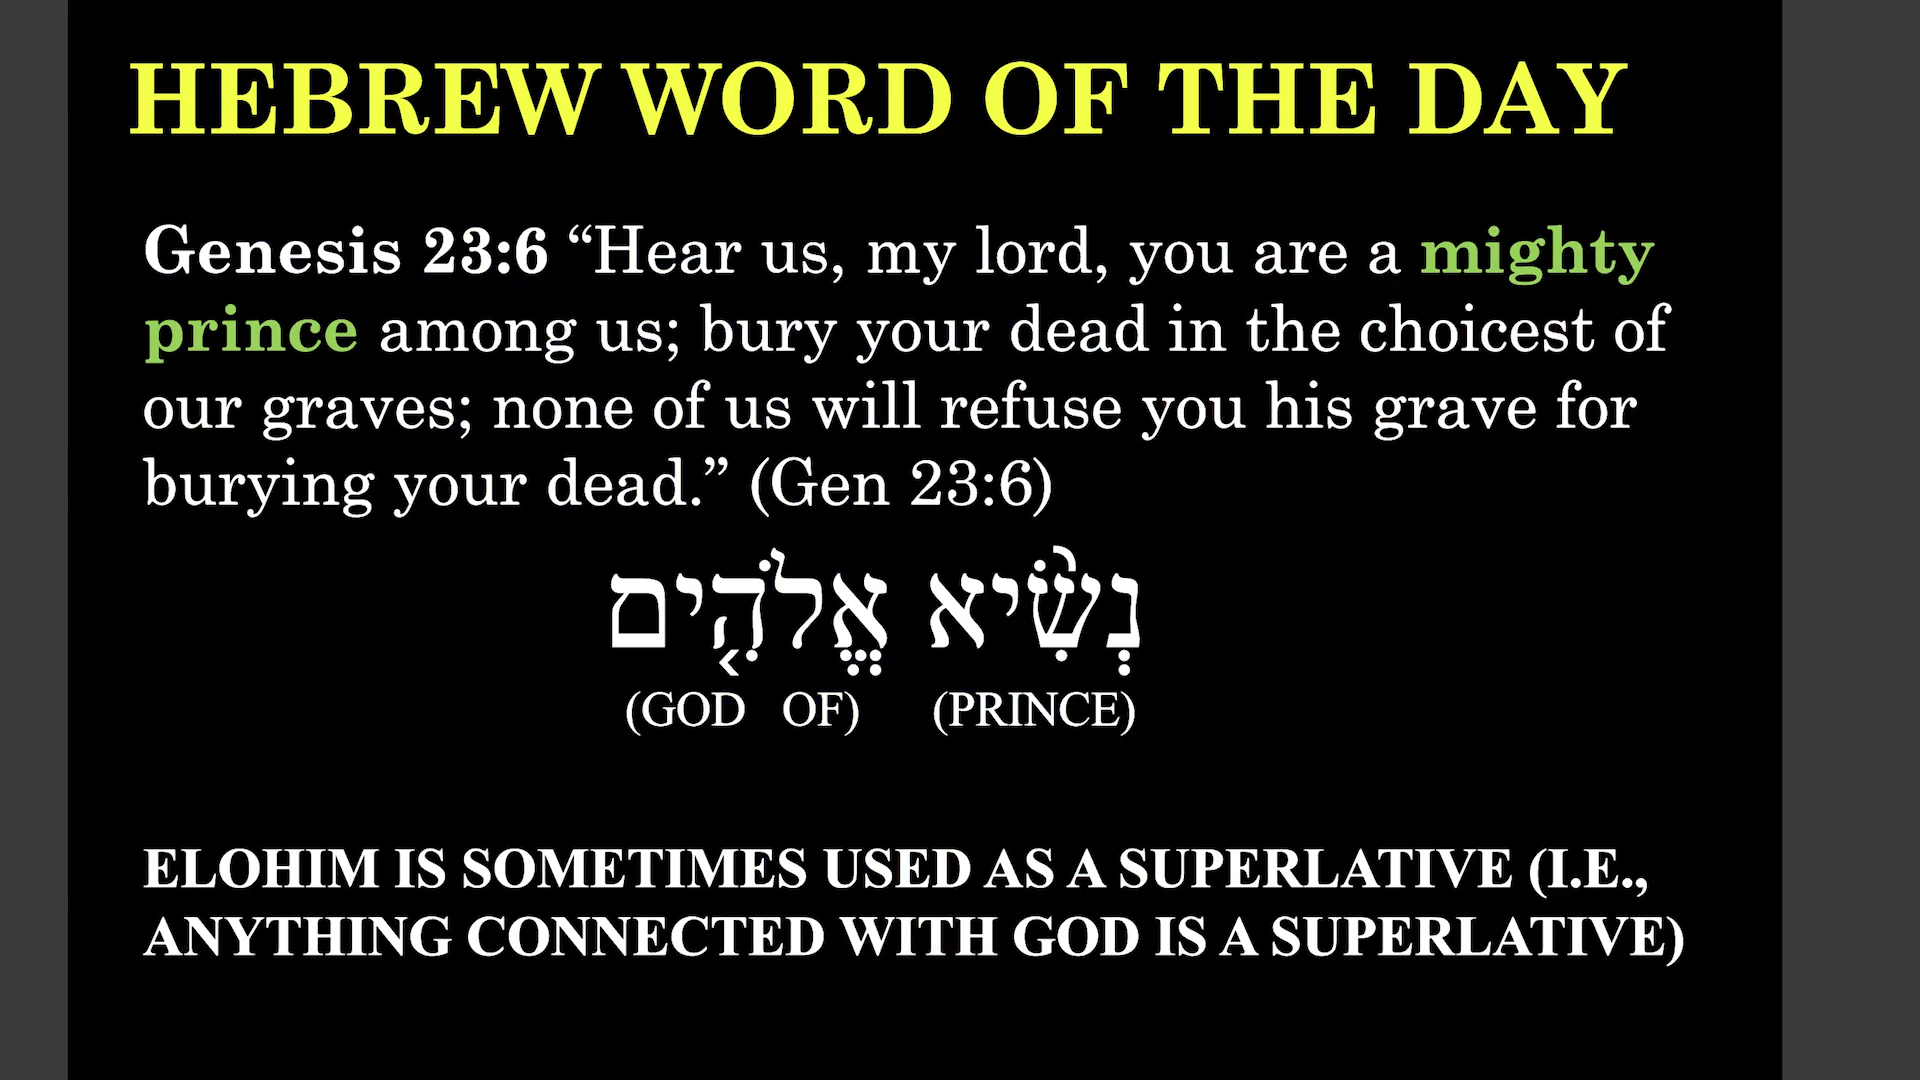 HEBREW WORD OF THE DAY
Genesis 23:6 “Hear us, my lord, you are a mighty
prince among us; bury your dead in the choicest of
our graves; none of us will refuse you his grave for
burying your dead.” (Gen 23:6)
נְשִׂ֨יא אֱלֹהִ֤ים
(GOD OF) (PRINCE)
ELOHIM IS SOMETIMES USED AS A SUPERLATIVE (I.E.,
ANYTHING CONNECTED WITH GOD IS A SUPERLATIVE)